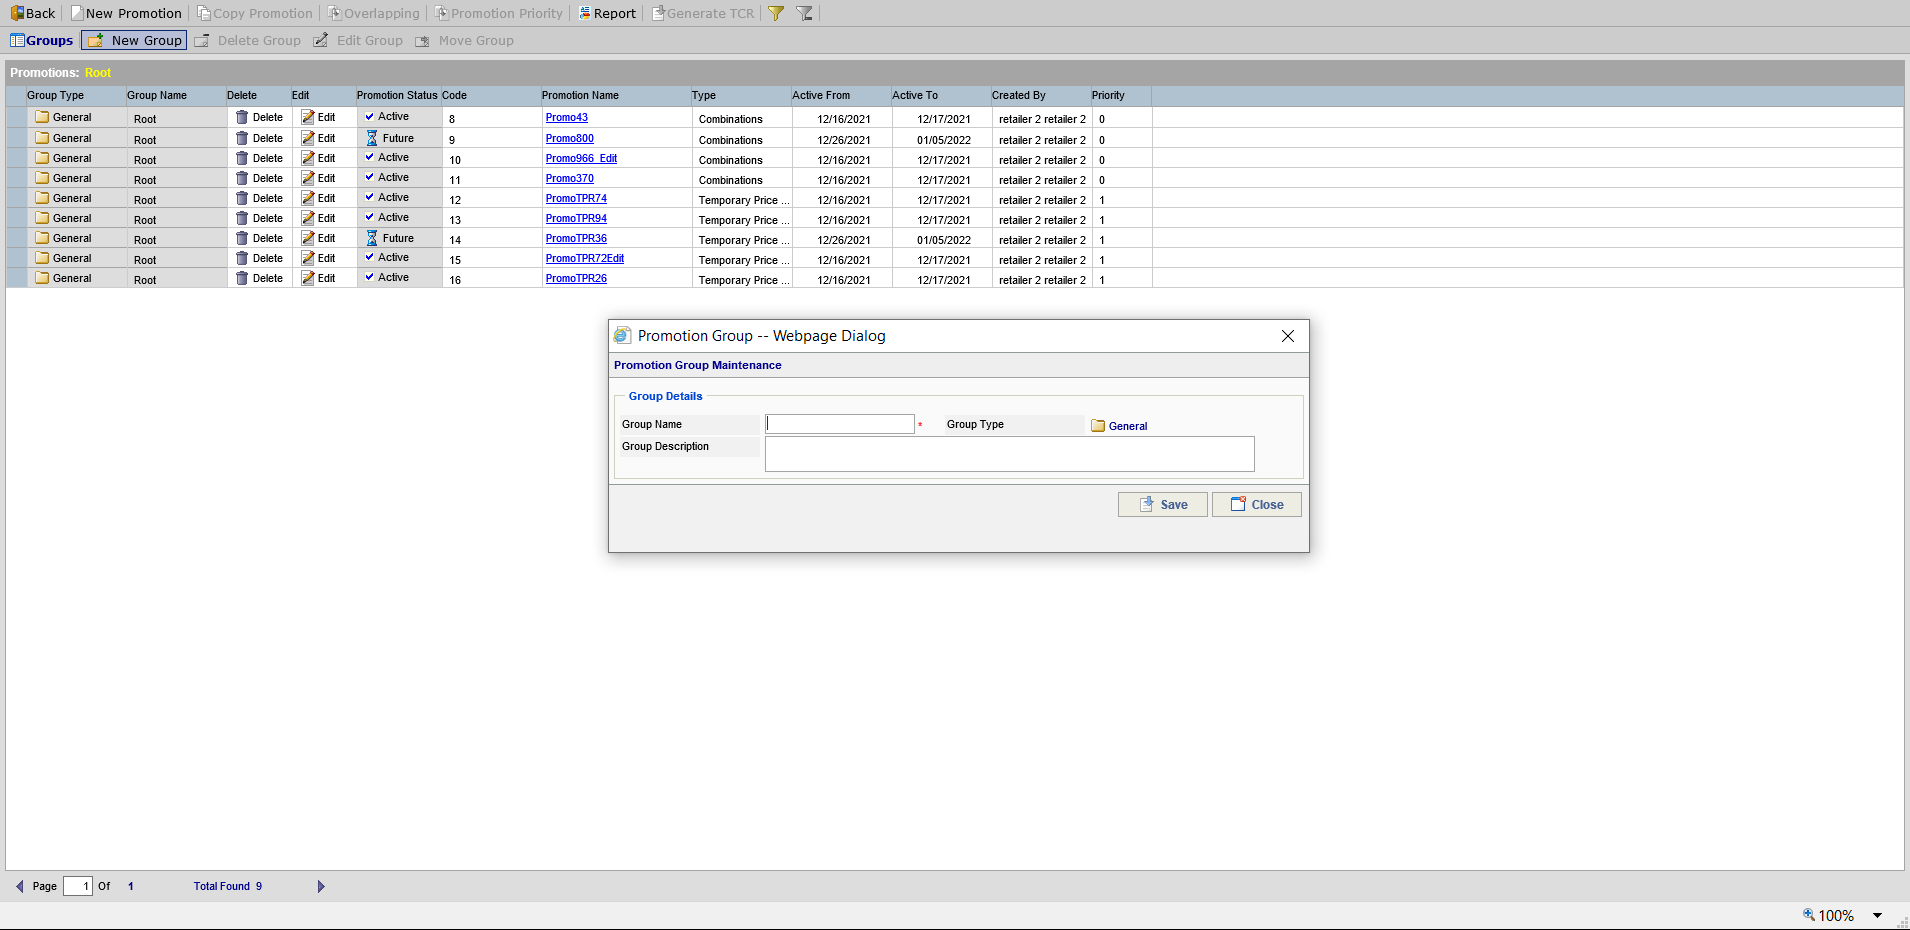 Back New Promotion Copy Promotion Overlapping Promotion Priority Report Generate TCR
Groups New Group Delete Group Edit Group Move Group
Promotions: Root
Group Type Group Name Delete Edit Promotion Status Code Promotion Name Type Active From Active To Created By Priority
General Root Delete Edit Active 8 Promo43 Combinations 12/16/2021 12/17/2021 retailer 2 retailer 2 0
General Root Delete Edit Future 9 Promo800 Combinations 12/26/2021 01/05/2022 retailer 2 retailer 2 0
General Root Delete Edit Active 10 Promo966_Edit Combinations 12/16/2021 12/17/2021 retailer 2 retailer 2 0
General Root Delete Edit Active 11 Promo370 Combinations 12/16/2021 12/17/2021 retailer 2 retailer 2 0
General Root Delete Edit Active 12 PromoTPR74 Temporary Price ... 12/16/2021 12/17/2021 retailer 2 retailer 2 1
General Root Delete Edit Active 13 PromoTPR94 Temporary Price ... 12/16/2021 12/17/2021 retailer 2 retailer 2 1
General Root Delete Edit Future 14 PromoTPR36 Temporary Price ... 12/26/2021 01/05/2022 retailer 2 retailer 2 1
General Root Delete Edit Active 15 PromoTPR72Edit Temporary Price ... 12/16/2021 12/17/2021 retailer 2 retailer 2 1
General Root Delete Edit Active 16 PromoTPR26 Temporary Price ... 12/16/2021 12/17/2021 retailer 2 retailer 2 1
Promotion Group -- Webpage Dialog
Promotion Group Maintenance
Group Details
Group Name * Group Type General
Group Description
Save Close
Page 1 Of 1 Total Found 9
100%